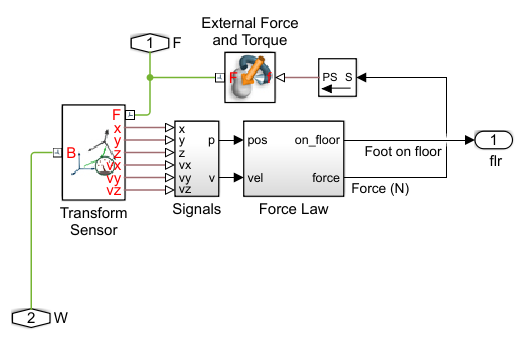 External Force
and Torque
1
F
F
PS S
F
x
y
z
vx
vy
vz
B
Transform
Sensor
x
y
z
vx
vy
vz
p
v
Signals
pos
vel
on_floor
force
Force Law
Foot on floor
Force (N)
1
flr
2
W